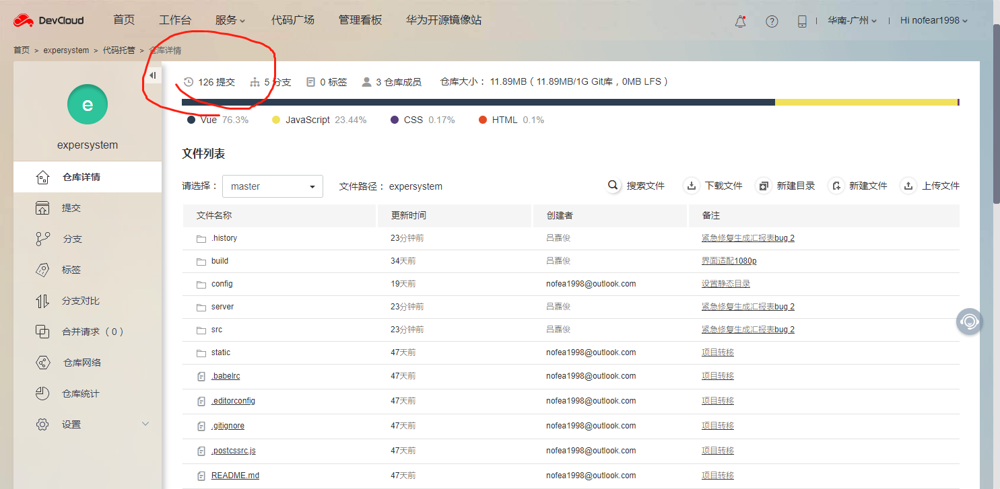 DevCloud 首页 工作台 服务 代码广场 管理看板 华为开源镜像站 华南-广州 Hi nofear1998
首页 > expersystem > 代码托管 > 仓库详情
126 提交 5 分支 0 标签 3 仓库成员 仓库大小： 11.89MB（11.89MB/1G Git库，0MB LFS）
e
Vue 76.3% JavaScript 23.44% CSS 0.17% HTML 0.1%
expersystem
文件列表
仓库详情
请选择： master 文件路径： expersystem 搜索文件 下载文件 新建目录 新建文件 上传文件
提交
文件名称 更新时间 创建者 备注
.history 23分钟前 吕嘉俊 紧急修复生成汇报表bug 2
分支
build 34天前 吕嘉俊 界面适配1080p
标签
config 19天前 nofea1998@outlook.com 设置静态目录
分支对比
server 23分钟前 吕嘉俊 紧急修复生成汇报表bug 2
合并请求（0）
src 23分钟前 吕嘉俊 紧急修复生成汇报表bug 2
static 47天前 nofea1998@outlook.com 项目转移
仓库网络
.babelrc 47天前 nofea1998@outlook.com 项目转移
仓库统计
.editorconfig 47天前 nofea1998@outlook.com 项目转移
设置
.gitignore 47天前 nofea1998@outlook.com 项目转移
.postcssrc.js 47天前 nofea1998@outlook.com 项目转移
README.md 47天前 nofea1998@outlook.com 项目转移